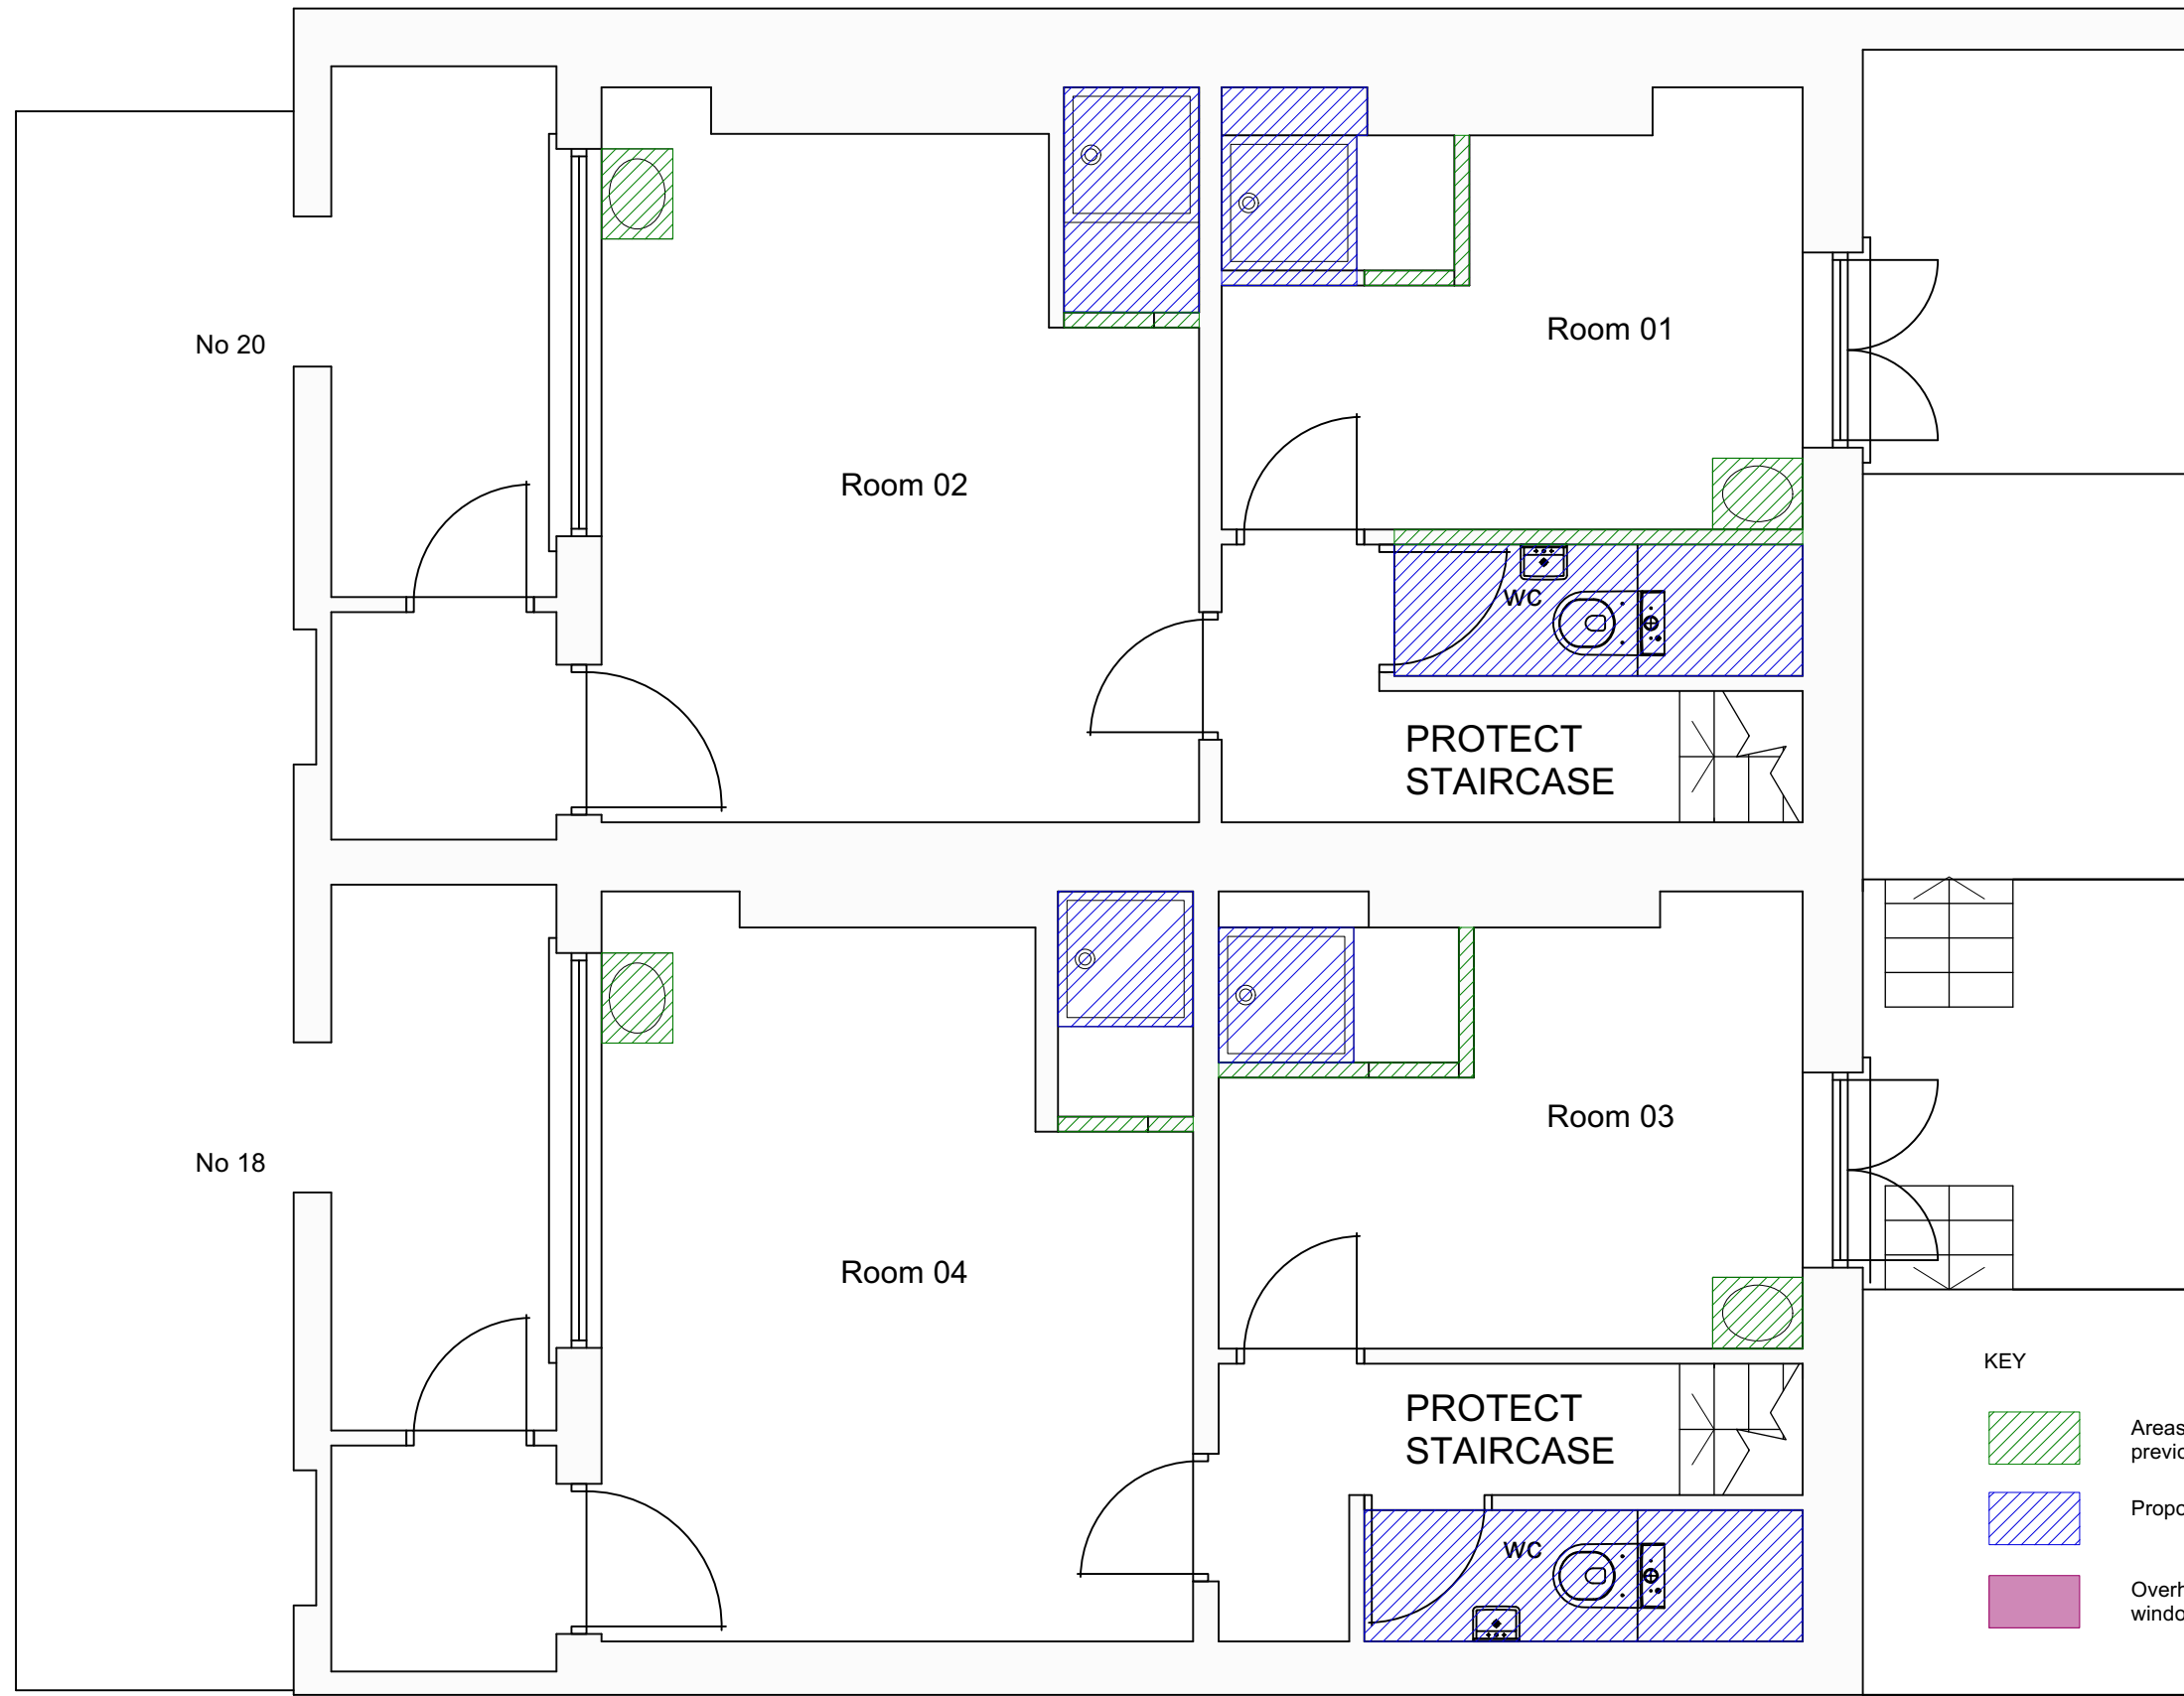 No 20
Room 01
Room 02
WC
PROTECT
STAIRCASE
No 18
Room 03
Room 04
PROTECT
STAIRCASE
WC
KEY
Areas